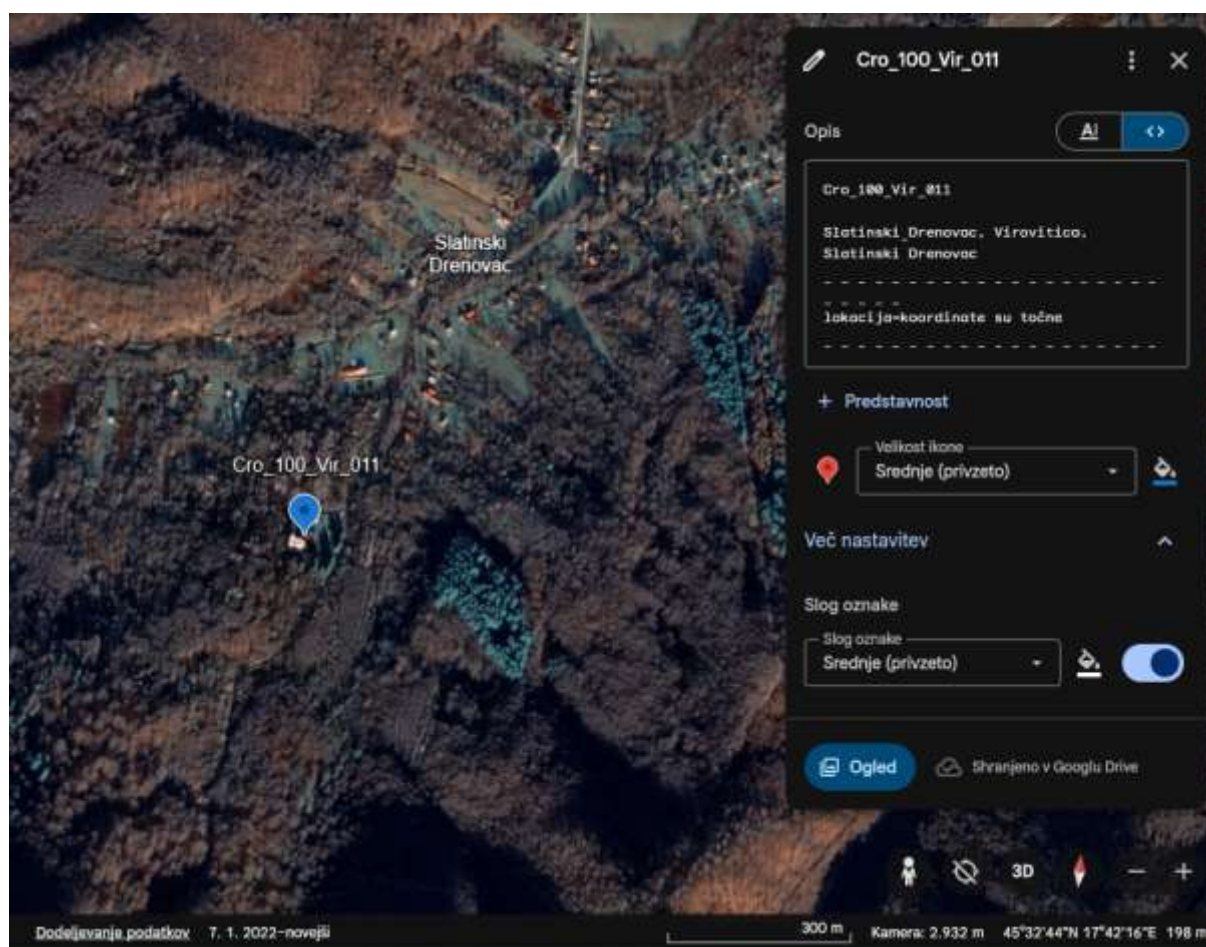 Slatinski
Drenovac
Cro_100_Vir_011
Cro_100_Vir_011
Opis
A <>
Cro_100_Vir_011
Slatinski_Drenovac, Virovitica,
Slatinski Drenovac
- - - - - - - - - - - - - - - - - - - - -
- - - - -
lokacija=koordinate su točne
- - - - - - - - - - - - - - - - - - - - -
+ Predstavnost
Velikost ikone
Srednje (privzeto)
Več nastavitev
Slog oznake
Slog oznake
Srednje (privzeto)
Ogled
Shranjeno v Googlu Drive
3D
Dodeljevanje podatkov 7. 1. 2022–novejši
300 m
Kamera: 2.932 m 45°32'44"N 17°42'16"E 198 m